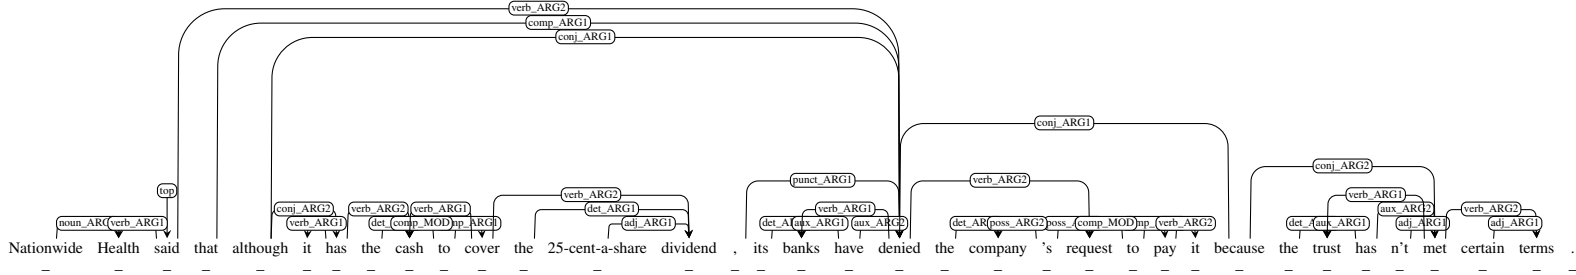 verb_ARG2
comp_ARG1
conj_ARG1
conj_ARG1
conj_ARG2
top punct_ARG1 verb_ARG2
verb_ARG2 verb_ARG1
conj_ARG2 verb_ARG2 verb_ARG1 det_ARG1 verb_ARG1 aux_ARG2 verb_ARG2
verb_ARG1 verb_ARG1 comp_MOD adj_ARG1 aux_ARG1 aux_ARG2 poss_ARG2 comp_MOD verb_ARG2 aux_ARG1 adj_ARG1 adj_ARG1
Nationwide Health said that although it has the cash to cover the 25-cent-a-share dividend , its banks have denied the company 's request to pay it because the trust has n't met certain terms .
_ _ _ _ _ _ _ _ _ _ _ _ _ _ _ _ _ _ _ _ _ _ _ _ _ _ _ _ _ _ _ _ _ _ _